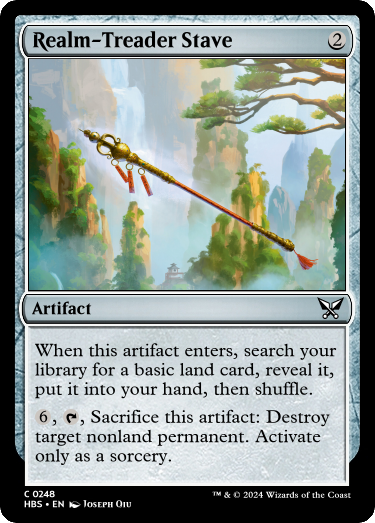 Realm-Treader Stave 2
Artifact
When this artifact enters, search your
library for a basic land card, reveal it,
put it into your hand, then shuffle.
6, , Sacrifice this artifact: Destroy
target nonland permanent. Activate
only as a sorcery.
C 0248
HBS • EN Joseph Qiu
™ & © 2024 Wizards of the Coast